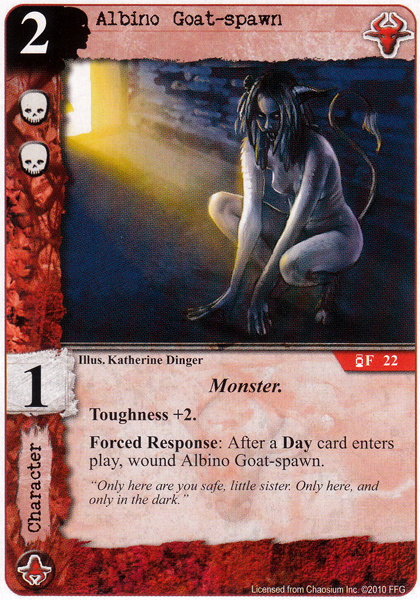 2
Albino Goat-spawn
Illus. Katherine Dinger
F 22
1
Monster.
Toughness +2.
Forced Response: After a Day card enters
play, wound Albino Goat-spawn.
“Only here are you safe, little sister. Only here, and
only in the dark.”
Character
Licensed from Chaosium Inc. ©2010 FFG